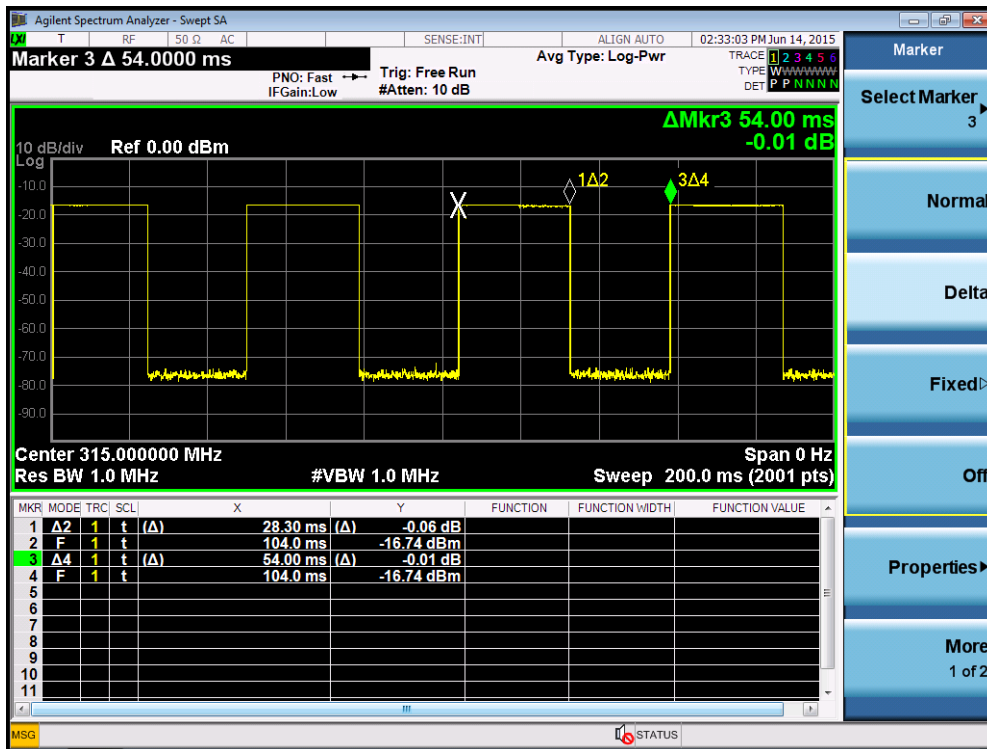 Agilent Spectrum Analyzer - Swept SA
LXI T RF 50 Ω AC SENSE:INT ALIGN AUTO 02:33:03 PM Jun 14, 2015
Marker 3 Δ 54.0000 ms
PNO: Fast
IFGain:Low
Trig: Free Run
#Atten: 10 dB
Avg Type: Log-Pwr
TRACE 1 2 3 4 5 6
TYPE WWWWWW
DET P P N N N N
ΔMkr3 54.00 ms
-0.01 dB
10 dB/div Ref 0.00 dBm
Log
-10.0
-20.0
-30.0
-40.0
-50.0
-60.0
-70.0
-80.0
-90.0
X
1Δ2
3Δ4
Center 315.000000 MHz Span 0 Hz
Res BW 1.0 MHz #VBW 1.0 MHz Sweep 200.0 ms (2001 pts)
MKR MODE TRC SCL X Y FUNCTION FUNCTION WIDTH FUNCTION VALUE
1 Δ2 1 t (Δ) 28.30 ms (Δ) -0.06 dB
2 F 1 t 104.0 ms -16.74 dBm
3 Δ4 1 t (Δ) 54.00 ms (Δ) -0.01 dB
4 F 1 t 104.0 ms -16.74 dBm
5
6
7
8
9
10
11
MSG STATUS
Marker
Select Marker
3
Normal
Delta
Fixed
Off
Properties
More
1 of 2